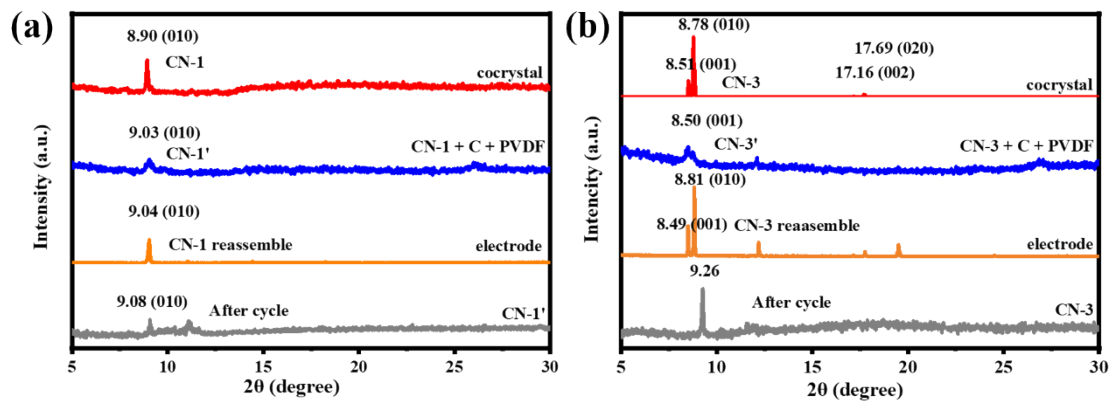 (a)
8.90 (010)
CN-1
cocrystal
9.03 (010)
CN-1'
CN-1 + C + PVDF
9.04 (010)
CN-1 reassemble
electrode
9.08 (010)
After cycle
CN-1'
5 10 15 20 25 30
2θ (degree)
Intensity (a.u.)
(b)
8.78 (010)
17.69 (020)
8.51 (001)
17.16 (002)
CN-3
cocrystal
8.50 (001)
CN-3'
CN-3 + C + PVDF
8.81 (010)
8.49 (001)
CN-3 reaasemble
electrode
9.26
After cycle
CN-3
5 10 15 20 25 30
2θ (degree)
Intencity (a.u.)